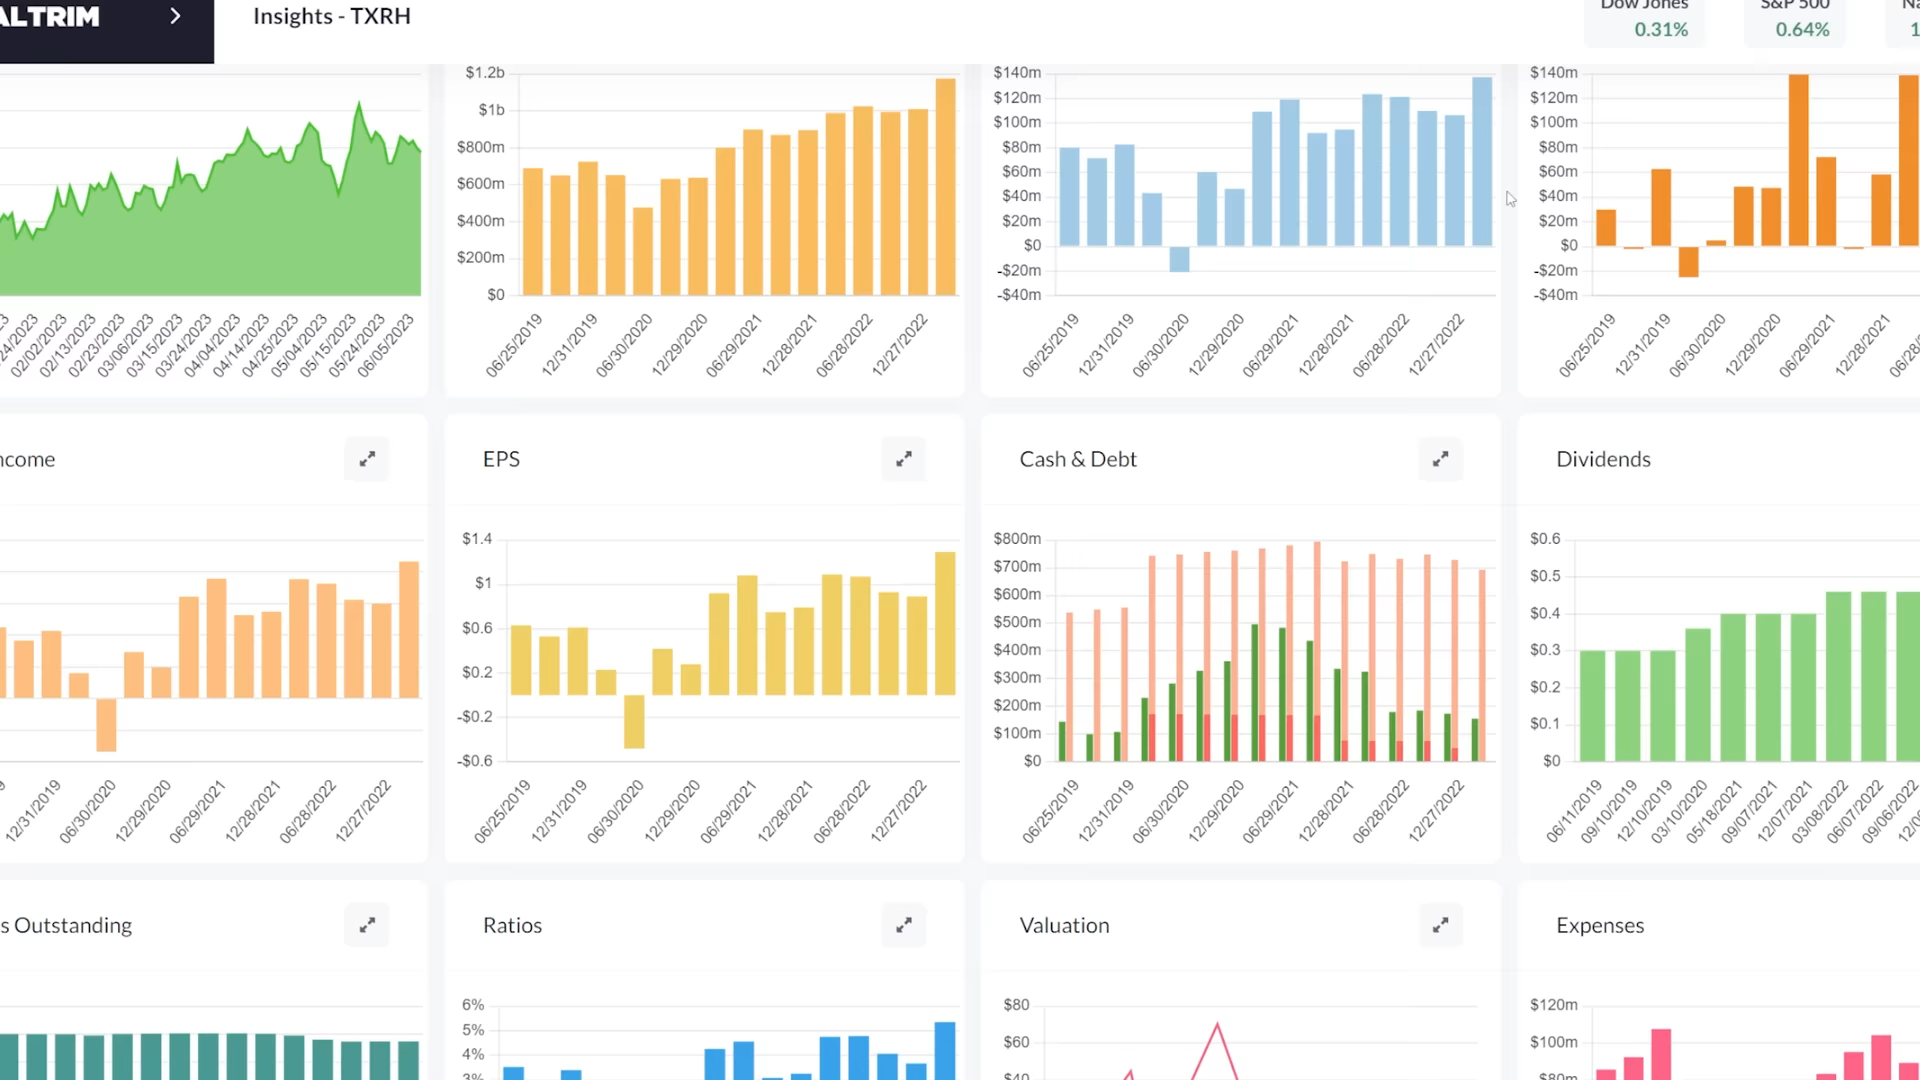 ALTRIM
Insights - TXRH
Dow Jones
0.31%
S&P 500
0.64%
Na
1
24/2023
02/02/2023
02/13/2023
02/23/2023
03/06/2023
03/15/2023
03/24/2023
04/04/2023
04/14/2023
04/25/2023
05/04/2023
05/15/2023
05/24/2023
06/05/2023
$1.2b
$1b
$800m
$600m
$400m
$200m
$0
06/25/2019
12/31/2019
06/30/2020
12/29/2020
06/29/2021
12/28/2021
06/28/2022
12/27/2022
$140m
$120m
$100m
$80m
$60m
$40m
$20m
$0
-$20m
-$40m
06/25/2019
12/31/2019
06/30/2020
12/29/2020
06/29/2021
12/28/2021
06/28/2022
12/27/2022
$140m
$120m
$100m
$80m
$60m
$40m
$20m
$0
-$20m
-$40m
06/25/2019
12/31/2019
06/30/2020
12/29/2020
06/29/2021
12/28/2021
06/28/20
ncome
12/31/2019
06/30/2020
12/29/2020
06/29/2021
12/28/2021
06/28/2022
12/27/2022
EPS
$1.4
$1
$0.6
$0.2
-$0.2
-$0.6
06/25/2019
12/31/2019
06/30/2020
12/29/2020
06/29/2021
12/28/2021
06/28/2022
12/27/2022
Cash & Debt
$800m
$700m
$600m
$500m
$400m
$300m
$200m
$100m
$0
06/25/2019
12/31/2019
06/30/2020
12/29/2020
06/29/2021
12/28/2021
06/28/2022
12/27/2022
Dividends
$0.6
$0.5
$0.4
$0.3
$0.2
$0.1
$0
06/11/2019
09/10/2019
12/10/2019
03/10/2020
05/18/2021
09/07/2021
12/07/2021
03/08/2022
06/07/2022
09/06/2022
s Outstanding
Ratios
6%
5%
4%
3%
Valuation
$80
$60
$40
Expenses
$120m
$100m
$80m